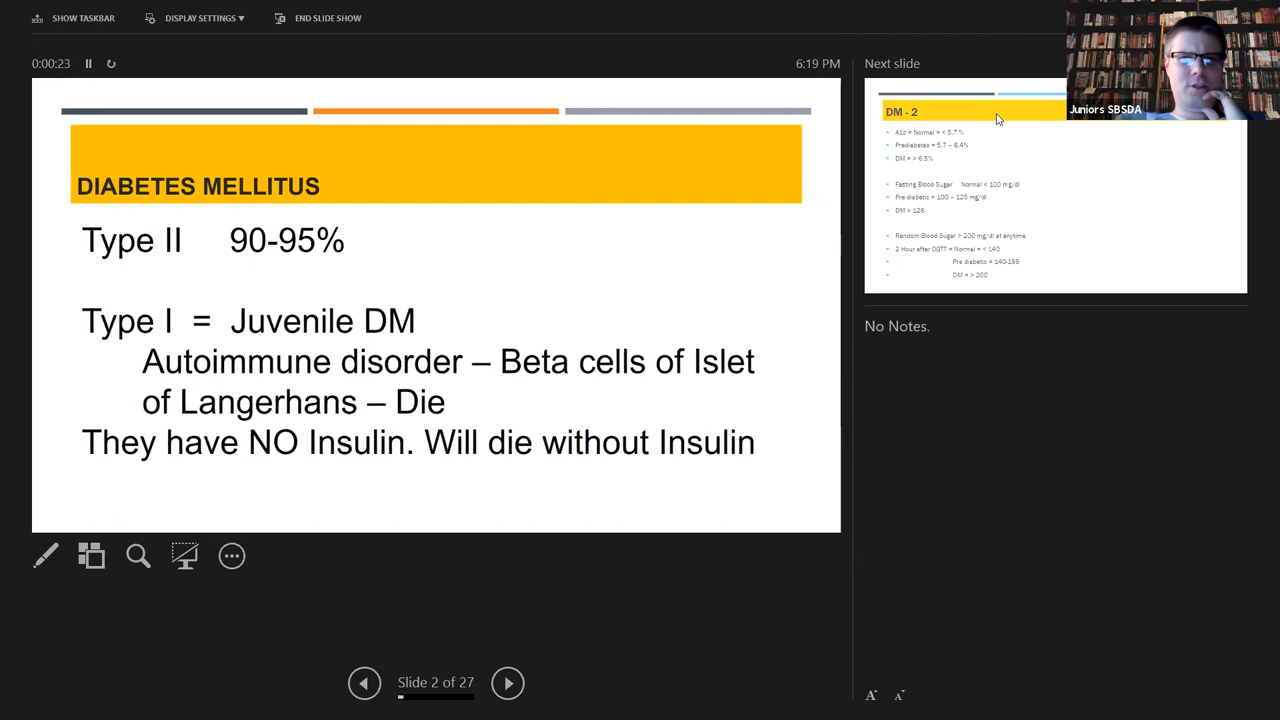 SHOW TASKBAR DISPLAY SETTINGS ▼ END SLIDE SHOW
0:00:23 6:19 PM
DIABETES MELLITUS
Type II 90-95%
Type I = Juvenile DM
Autoimmune disorder – Beta cells of Islet
of Langerhans – Die
They have NO Insulin. Will die without Insulin
Slide 2 of 27
Next slide
Juniors SBSDA
DM - 2
A1c = Normal = < 5.7 %
Prediabetes = 5.7 – 6.4%
DM = > 6.5%
Fasting Blood Sugar Normal < 100 mg/dl
Pre diabetic = 100 – 125 mg/dl
DM > 126
Random Blood Sugar > 200 mg/dl at anytime
2 Hour after OGTT = Normal = < 140
Pre diabetic = 140-199
DM = > 200
No Notes.
A A